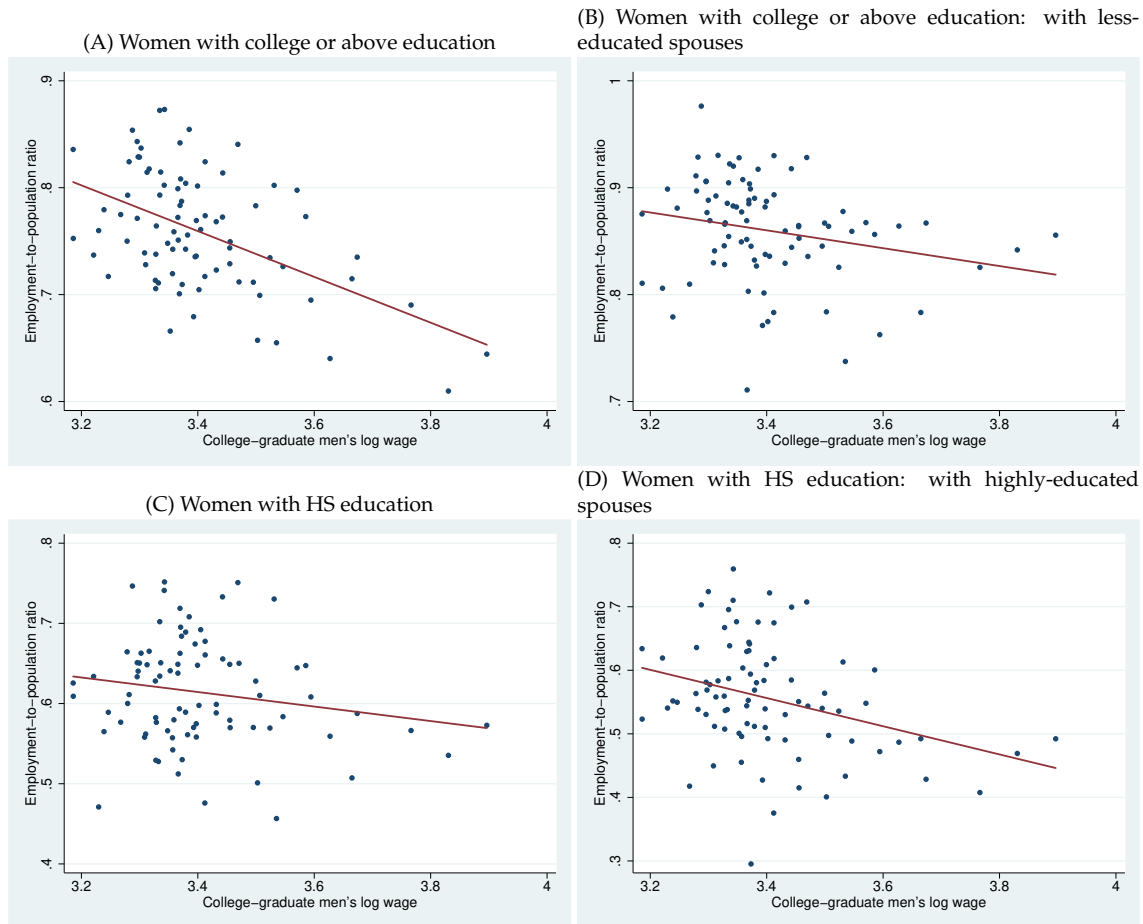 (A) Women with college or above education
(B) Women with college or above education: with less-
educated spouses
Employment−to−population ratio
.9
.8
.7
.6
3.2 3.4 3.6 3.8 4
College−graduate men's log wage
Employment−to−population ratio
1
.9
.8
.7
3.2 3.4 3.6 3.8 4
College−graduate men's log wage
(C) Women with HS education
(D) Women with HS education: with highly-educated
spouses
Employment−to−population ratio
.8
.7
.6
.5
.4
3.2 3.4 3.6 3.8 4
College−graduate men's log wage
Employment−to−population ratio
.8
.7
.6
.5
.4
.3
3.2 3.4 3.6 3.8 4
College−graduate men's log wage